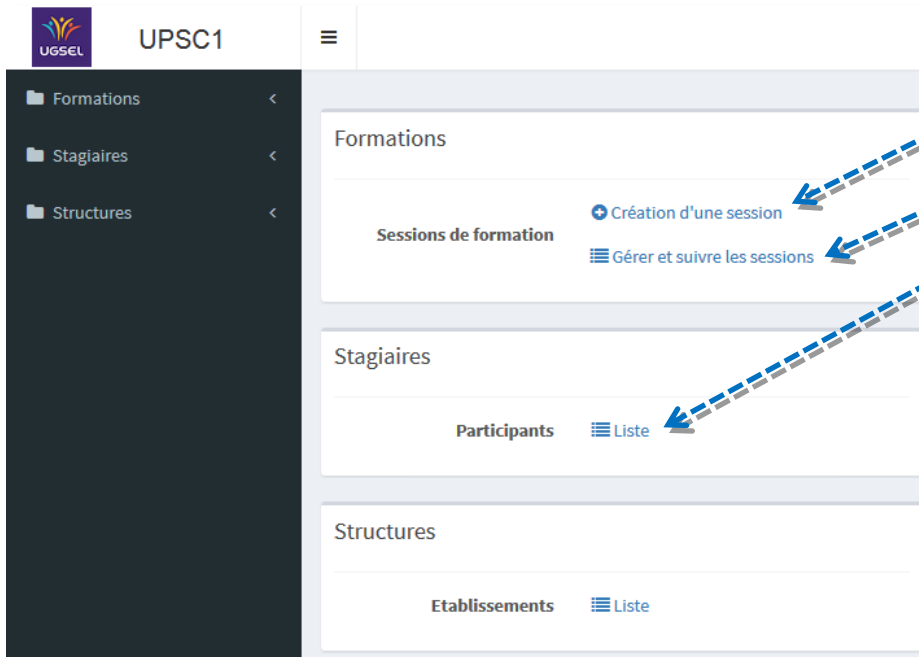 UGSEL
UPSC1
Formations
Stagiaires
Structures
Formations
Sessions de formation
Création d'une session
Gérer et suivre les sessions
Stagiaires
Participants
Liste
Structures
Etablissements
Liste